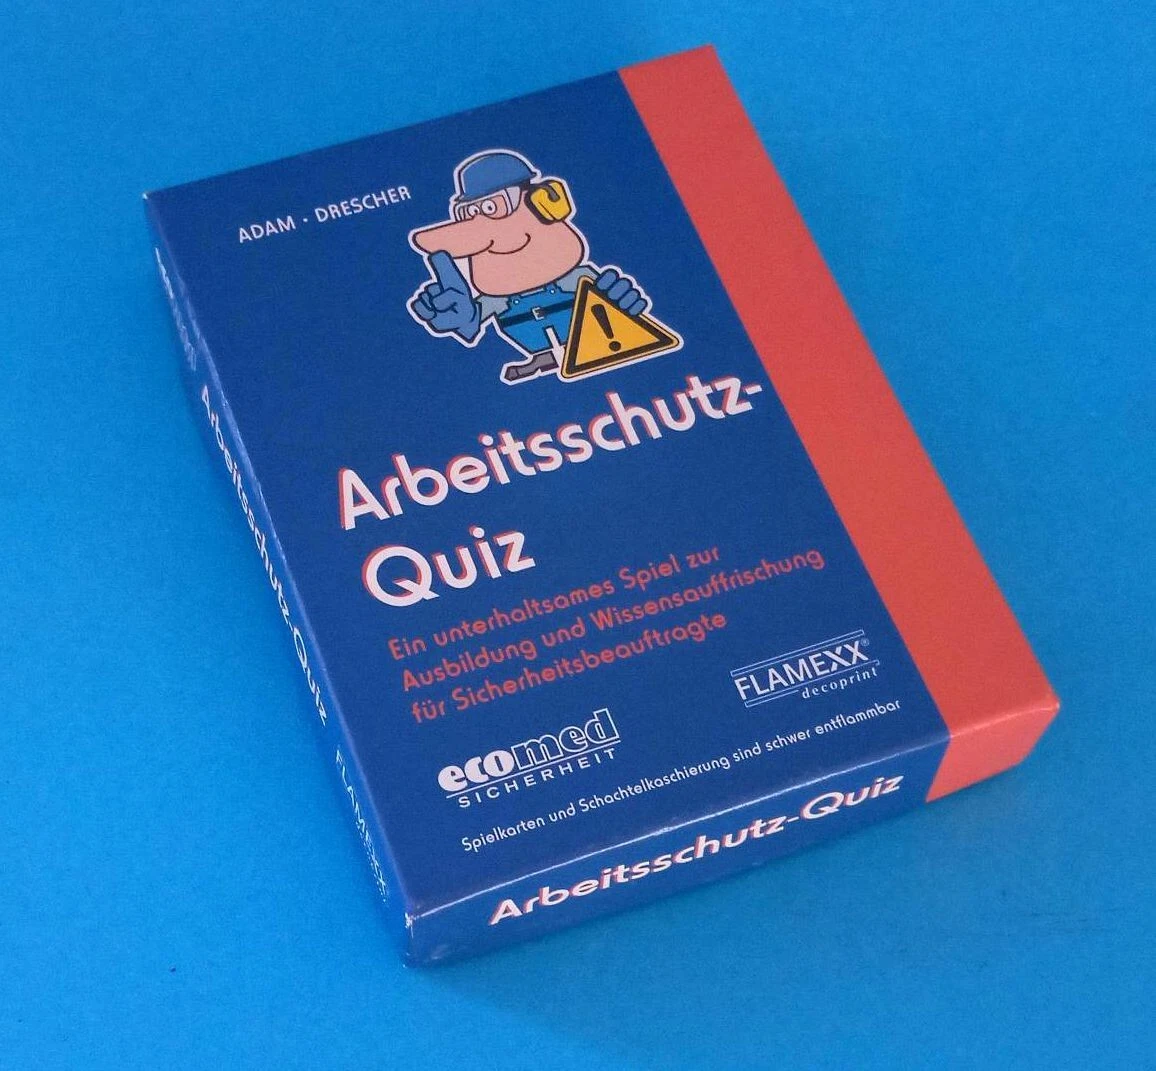 ADAM · DRESCHER
Arbeitsschutz-
Quiz
Ein unterhaltsames Spiel zur
Ausbildung und Wissensauffrischung
für Sicherheitsbeauftragte
FLAMEXX®
decoprint
ecomed
SICHERHEIT
Spielkarten und Schachtelkaschierung sind schwer entflammbar
Arbeitsschutz-Quiz
Arbeitsschutz-Quiz
FLAMEXX